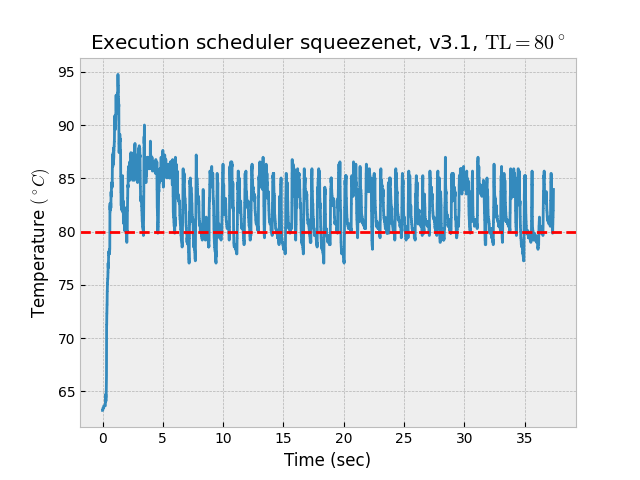 Execution scheduler squeezenet, v3.1, TL = 80°
Temperature (°C)
95
90
85
80
75
70
65
0 5 10 15 20 25 30 35
Time (sec)